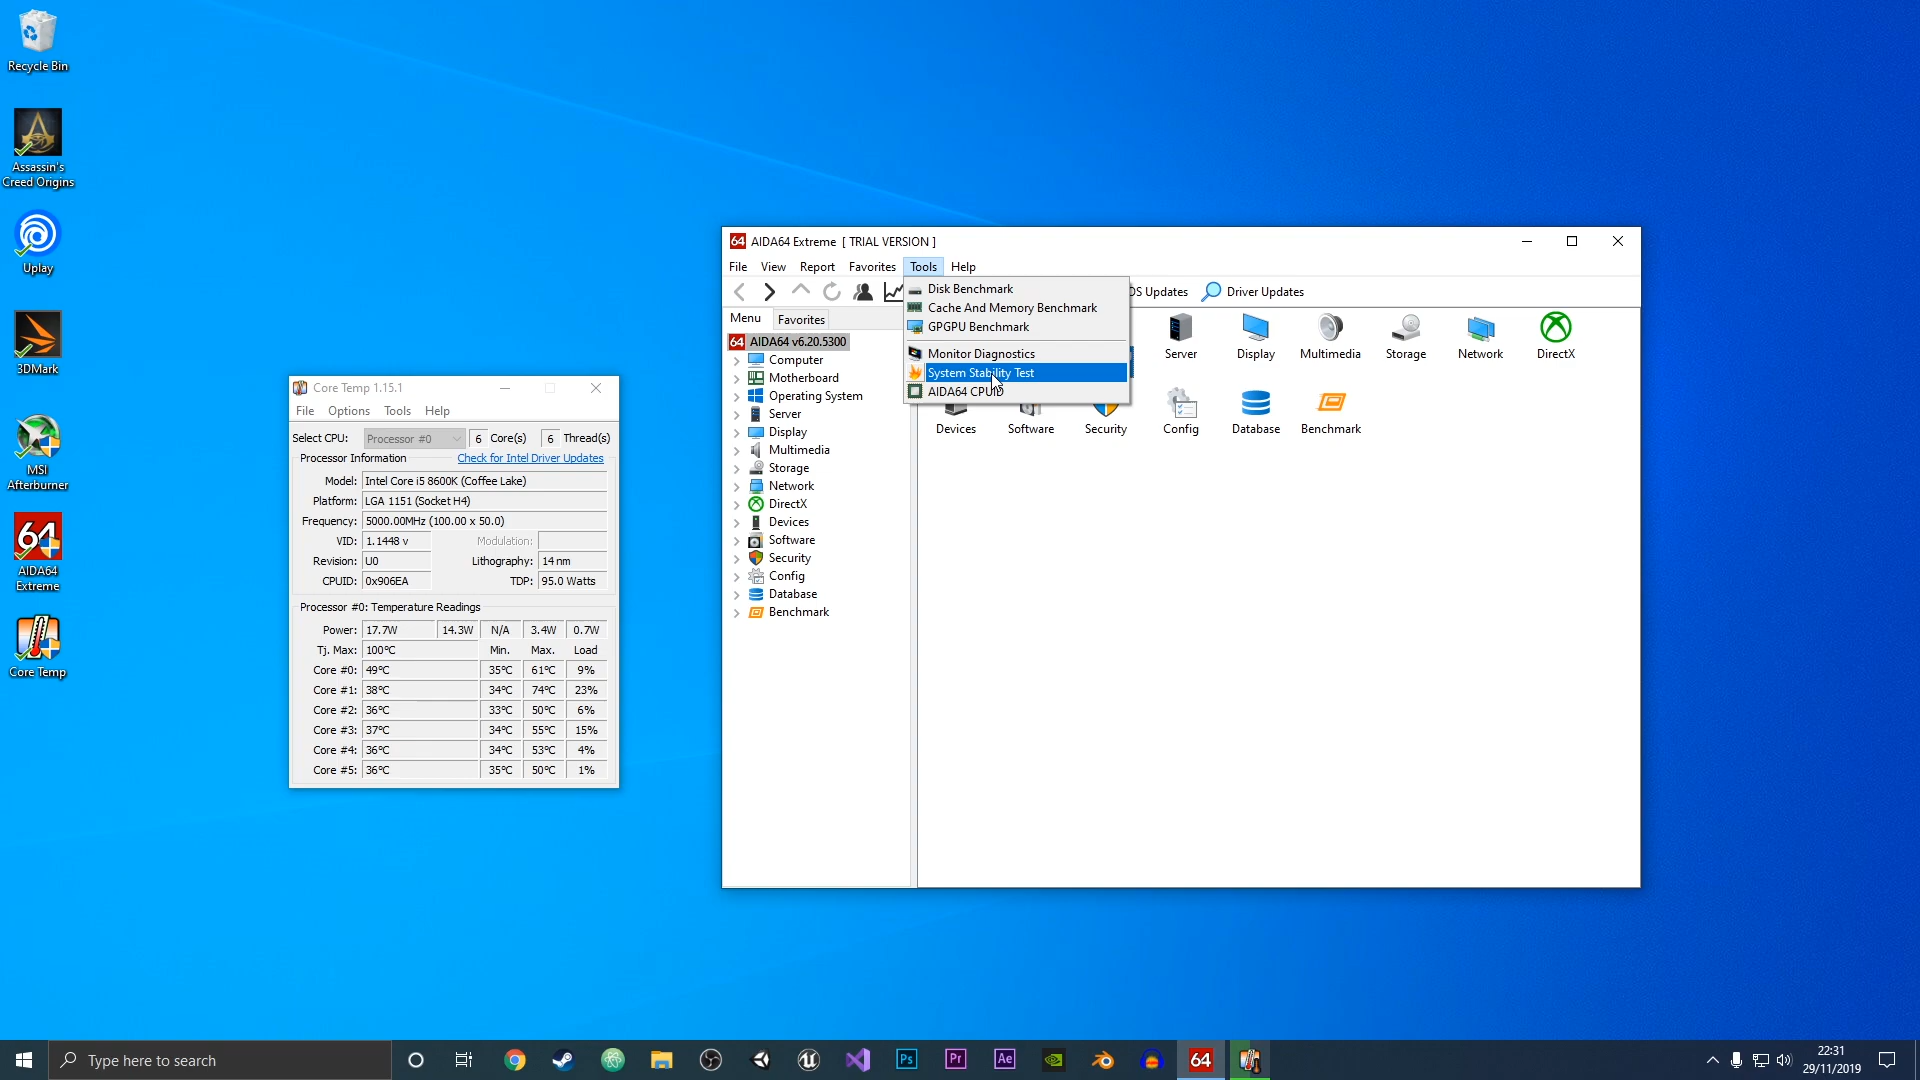 Recycle Bin
Assassin's
Creed Origins
Uplay
3DMark
MSI
Afterburner
64
AIDA64
Extreme
Core Temp
Core Temp 1.15.1
File Options Tools Help
Select CPU: Processor #0 6 Core(s) 6 Thread(s)
Processor Information Check for Intel Driver Updates
Model: Intel Core i5 8600K (Coffee Lake)
Platform: LGA 1151 (Socket H4)
Frequency: 5000.00MHz (100.00 x 50.0)
VID: 1.1448 v Modulation:
Revision: U0 Lithography: 14 nm
CPUID: 0x906EA TDP: 95.0 Watts
Processor #0: Temperature Readings
Power: 17.7W 14.3W N/A 3.4W 0.7W
Tj. Max: 100°C Min. Max. Load
Core #0: 49°C 35°C 61°C 9%
Core #1: 38°C 34°C 74°C 23%
Core #2: 36°C 33°C 50°C 6%
Core #3: 37°C 34°C 55°C 15%
Core #4: 36°C 34°C 53°C 4%
Core #5: 36°C 35°C 50°C 1%
64 AIDA64 Extreme [ TRIAL VERSION ]
File View Report Favorites Tools Help
OS Updates Driver Updates
Menu Favorites
64 AIDA64 v6.20.5300
Computer
Motherboard
Operating System
Server
Display
Multimedia
Storage
Network
DirectX
Devices
Software
Security
Config
Database
Benchmark
Disk Benchmark
Cache And Memory Benchmark
GPGPU Benchmark
Monitor Diagnostics
System Stability Test
AIDA64 CPUID
Server Display Multimedia Storage Network DirectX
Devices Software Security Config Database Benchmark
Type here to search
Ps Pr Ae 64
22:31
29/11/2019